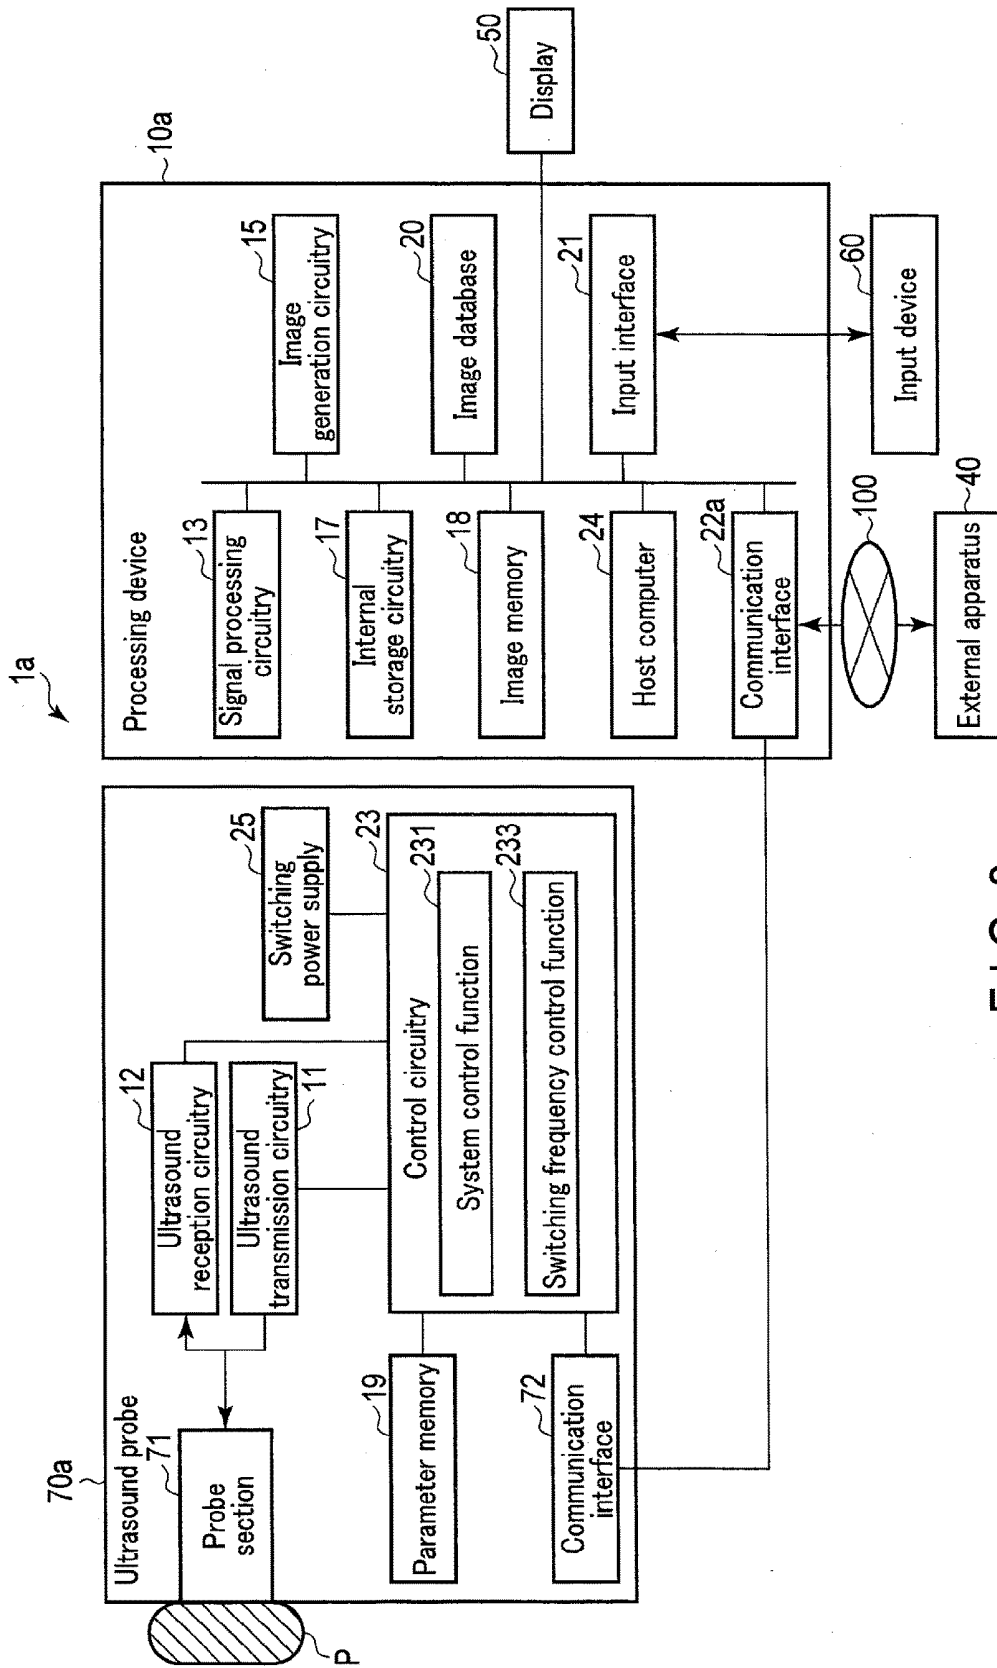 1a
70a
Ultrasound probe
71
Probe
section
P
12
Ultrasound
reception circuitry
Ultrasound
transmission circuitry
11
25
Switching
power supply
23
Control circuitry
231
System control function
233
Switching frequency control function
19
Parameter memory
72
Communication
interface
10a
Processing device
13
Signal processing
circuitry
15
Image
generation circuitry
17
Internal
storage circuitry
20
Image database
18
Image memory
21
Input interface
24
Host computer
22a
Communication
interface
50
Display
60
Input device
100
40
External apparatus